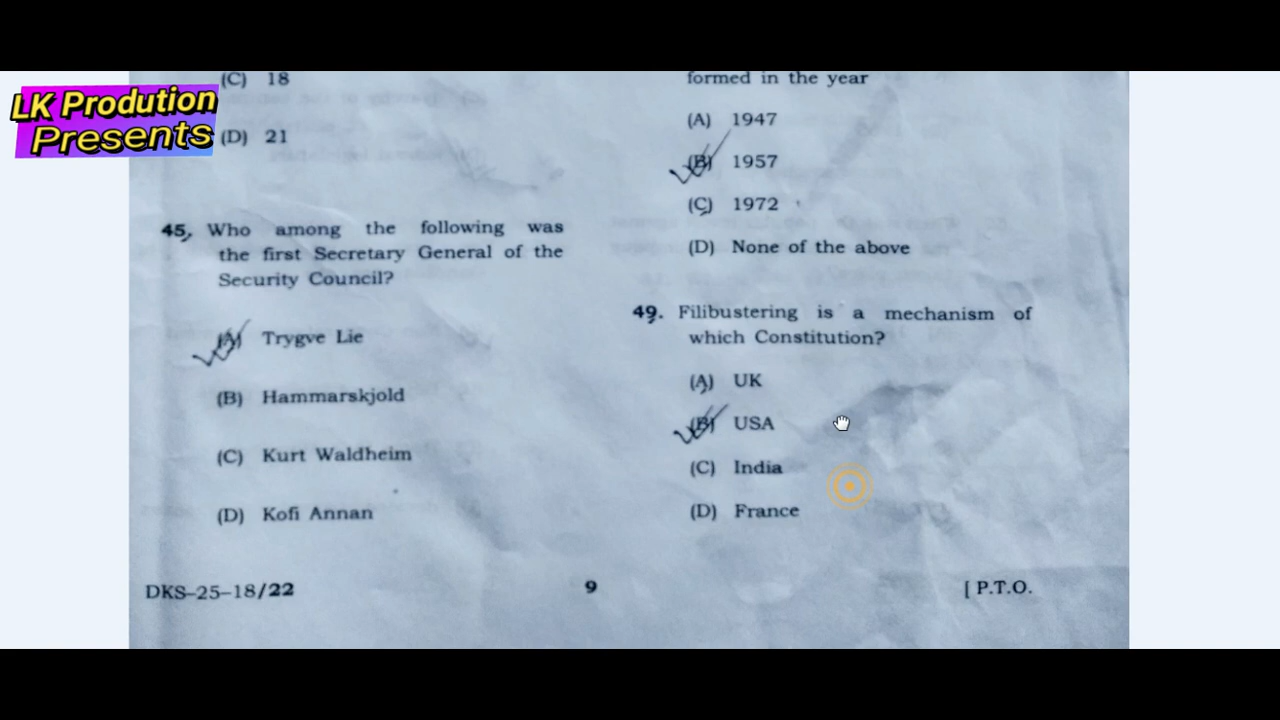 LK Prodution
Presents
(C) 18
(D) 21
45. Who among the following was
the first Secretary General of the
Security Council?
(A) Trygve Lie
(B) Hammarskjold
(C) Kurt Waldheim
(D) Kofi Annan
formed in the year
(A) 1947
(B) 1957
(C) 1972
(D) None of the above
49. Filibustering is a mechanism of
which Constitution?
(A) UK
(B) USA
(C) India
(D) France
DKS–25–18/22
9
[ P.T.O.